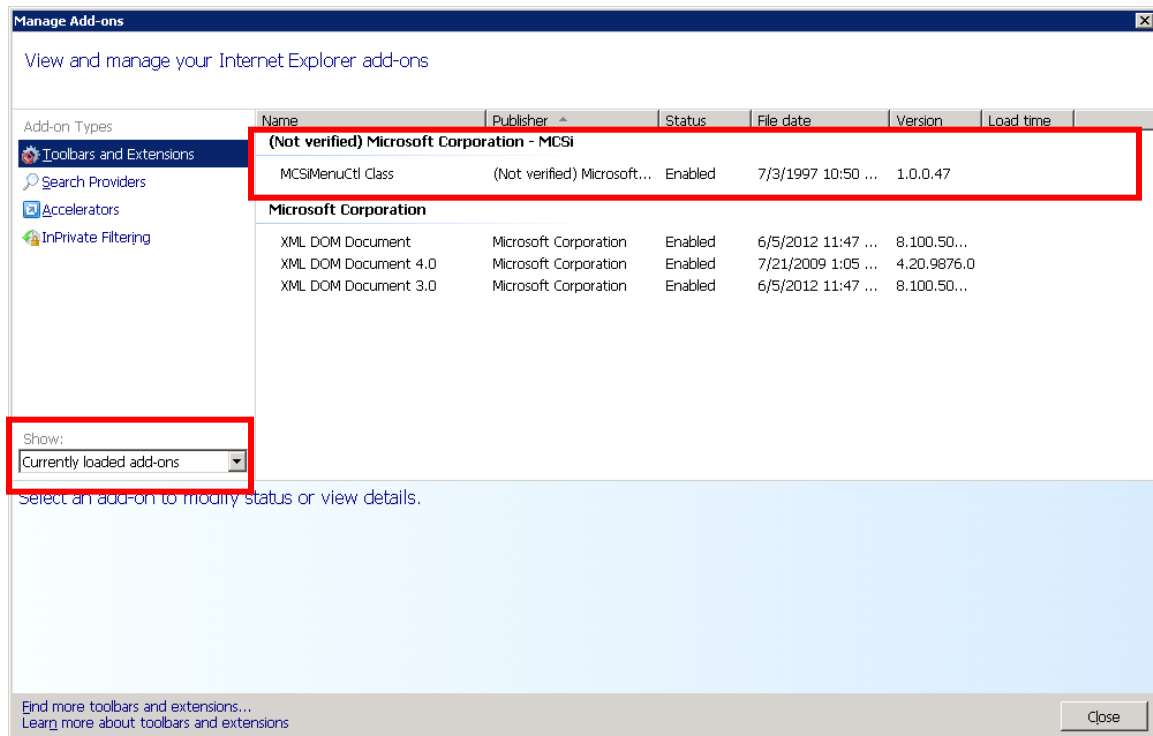 Manage Add-ons
View and manage your Internet Explorer add-ons
Add-on Types
Toolbars and Extensions
Search Providers
Accelerators
InPrivate Filtering
Show:
Currently loaded add-ons
Name Publisher Status File date Version Load time
(Not verified) Microsoft Corporation - MCSi
MCSiMenuCtl Class (Not verified) Microsoft... Enabled 7/3/1997 10:50 ... 1.0.0.47
Microsoft Corporation
XML DOM Document Microsoft Corporation Enabled 6/5/2012 11:47 ... 8.100.50...
XML DOM Document 4.0 Microsoft Corporation Enabled 7/21/2009 1:05 ... 4.20.9876.0
XML DOM Document 3.0 Microsoft Corporation Enabled 6/5/2012 11:47 ... 8.100.50...
Select an add-on to modify status or view details.
Find more toolbars and extensions...
Learn more about toolbars and extensions
Close